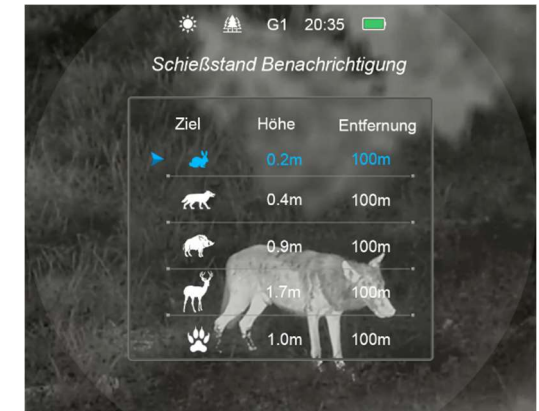 G1 20:35
Schießstand Benachrichtigung
Ziel Höhe Entfernung
0.2m 100m
0.4m 100m
0.9m 100m
1.7m 100m
1.0m 100m